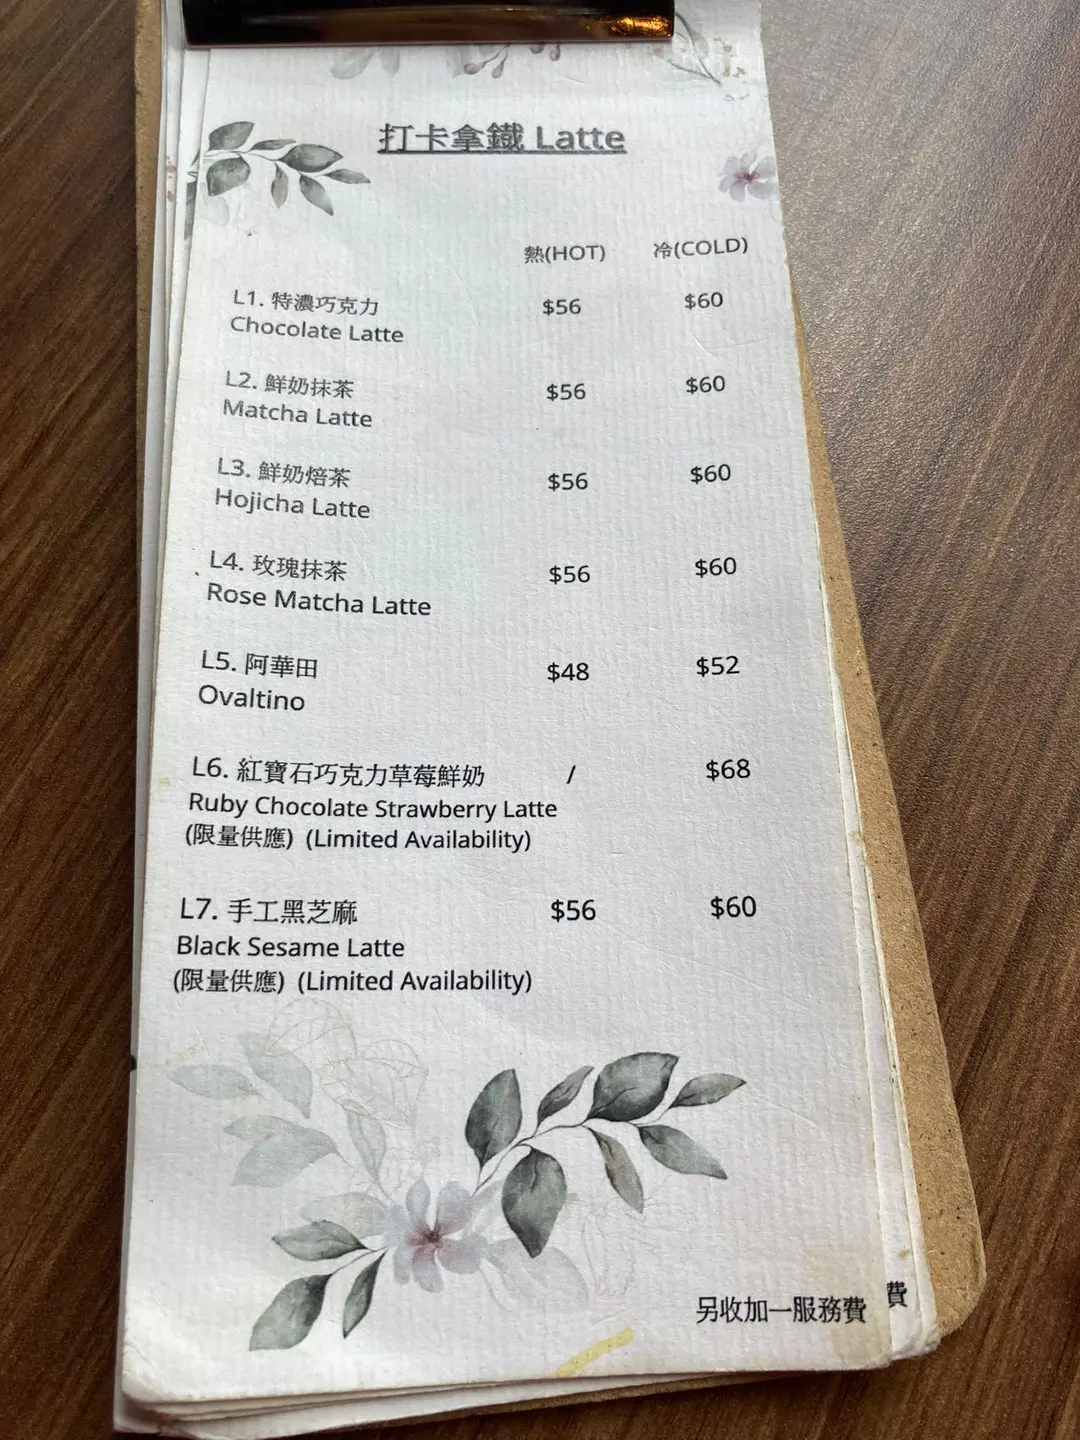 打卡拿鐵 Latte
熱(HOT) 冷(COLD)
L1. 特濃巧克力 $56 $60
Chocolate Latte
L2. 鮮奶抹茶 $56 $60
Matcha Latte
L3. 鮮奶焙茶 $56 $60
Hojicha Latte
L4. 玫瑰抹茶 $56 $60
Rose Matcha Latte
L5. 阿華田 $48 $52
Ovaltino
L6. 紅寶石巧克力草莓鮮奶 / $68
Ruby Chocolate Strawberry Latte
(限量供應) (Limited Availability)
L7. 手工黑芝麻 $56 $60
Black Sesame Latte
(限量供應) (Limited Availability)
另收加一服務費
費